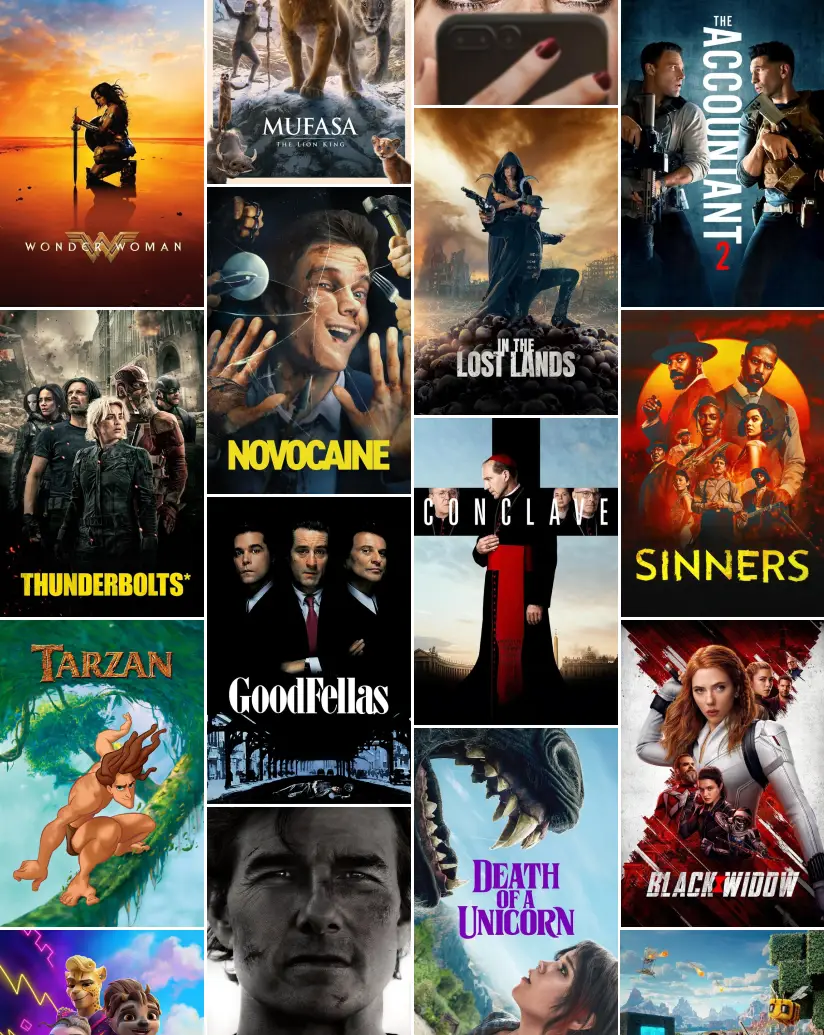 WONDER WOMAN
THUNDERBOLTS*
TARZAN
MUFASA
THE LION KING
NOVOCAINE
GOODFELLAS
IN THE
LOST LANDS
CONCLAVE
DEATH
OF A
UNICORN
THE
ACCOUNTANT
2
SINNERS
BLACK WIDOW